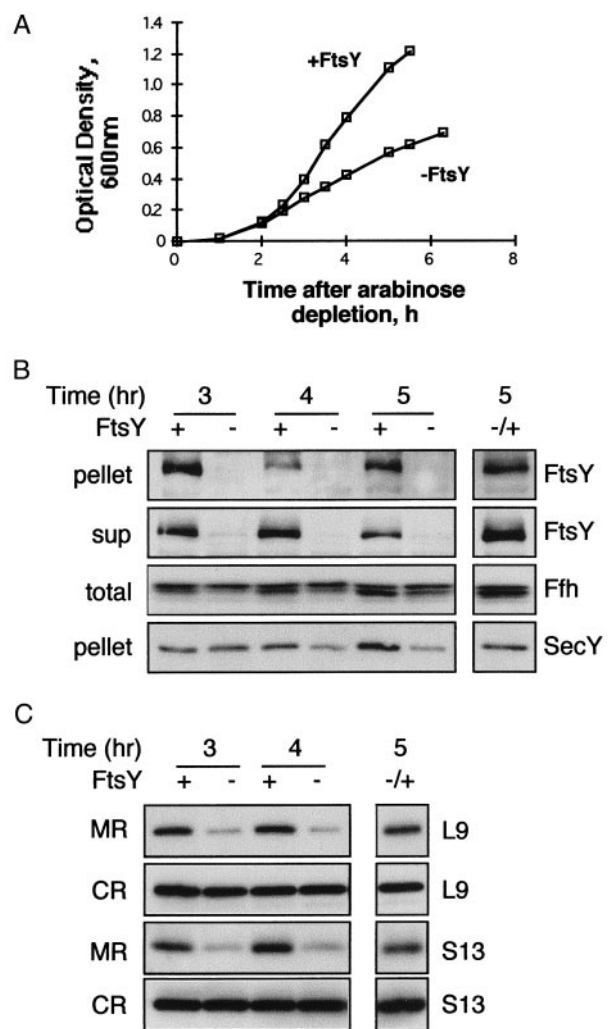 A
Optical Density,
600nm
1.4
1.2
1.0
0.8
0.6
0.4
0.2
0
0 2 4 6 8
+FtsY
-FtsY
Time after arabinose
depletion, h
B
Time (hr) 3 4 5 5
FtsY + - + - + - -/+
pellet FtsY
sup FtsY
total Ffh
pellet SecY
C
Time (hr) 3 4 5
FtsY + - + - -/+
MR L9
CR L9
MR S13
CR S13